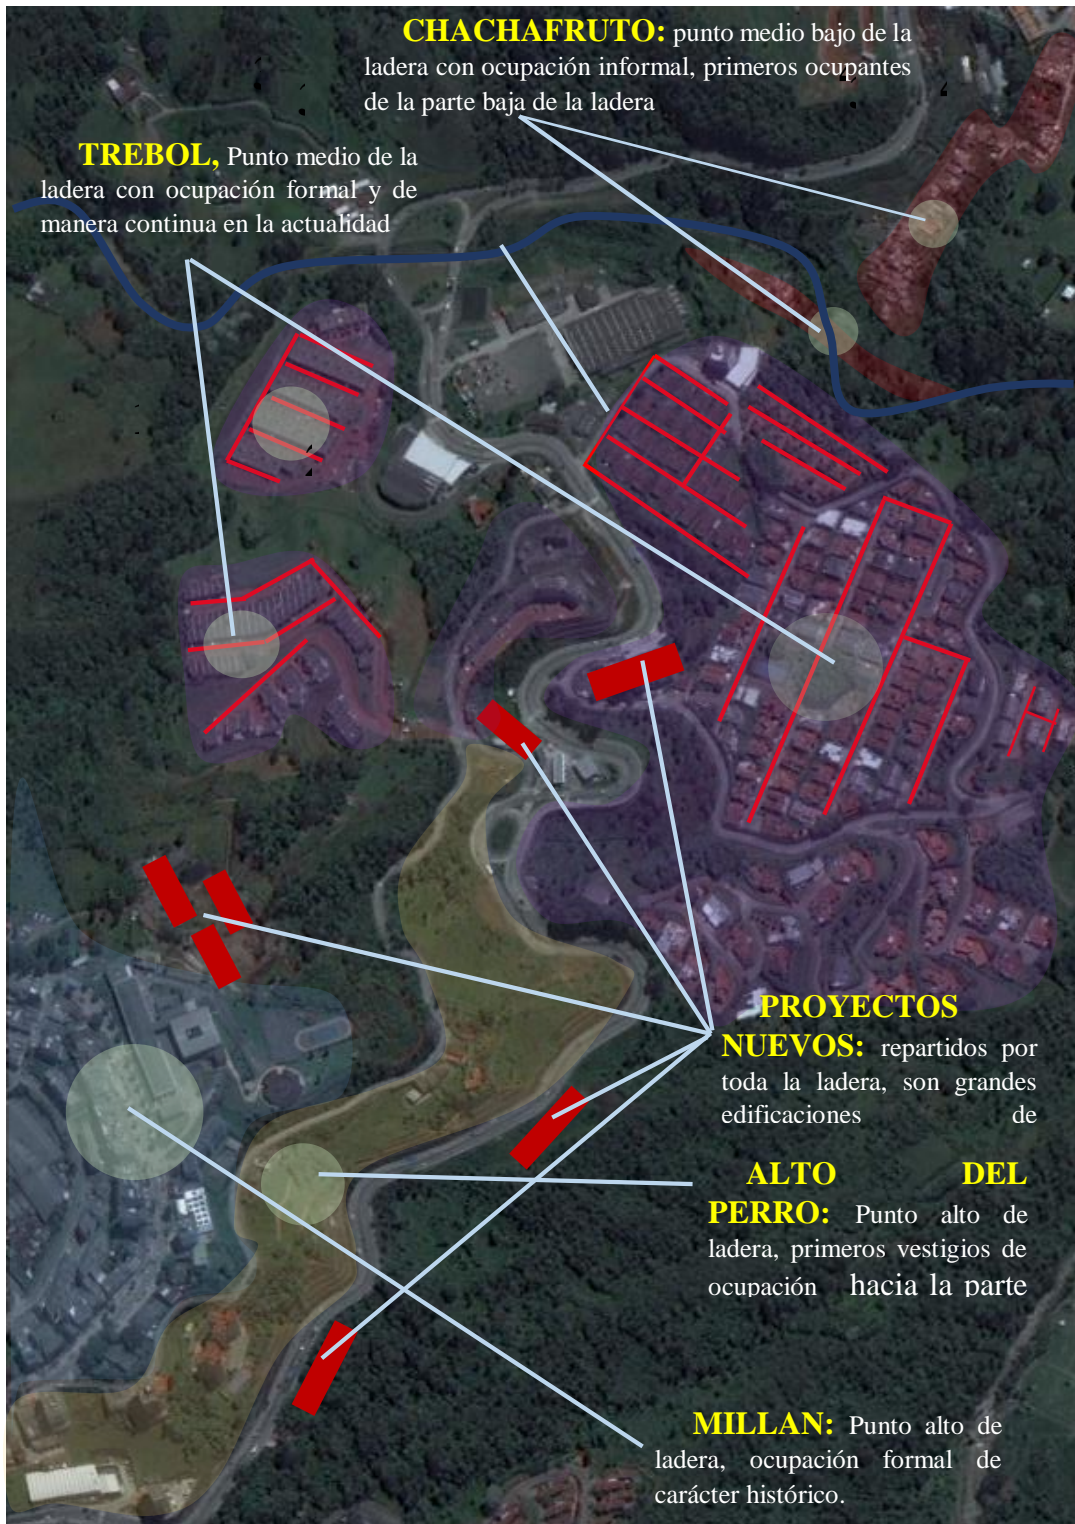 CHACHAFRUTO: punto medio bajo de la
ladera con ocupación informal, primeros ocupantes
de la parte baja de la ladera
TREBOL, Punto medio de la
ladera con ocupación formal y de
manera continua en la actualidad
PROYECTOS
NUEVOS: repartidos por
toda la ladera, son grandes
edificaciones de
ALTO DEL
PERRO: Punto alto de
ladera, primeros vestigios de
ocupación hacia la parte
MILLAN: Punto alto de
ladera, ocupación formal de
carácter histórico.